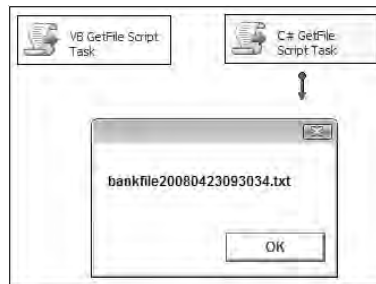 VB GetFile Script
Task
C# GetFile
Script Task
bankfile20080423093034.txt
OK